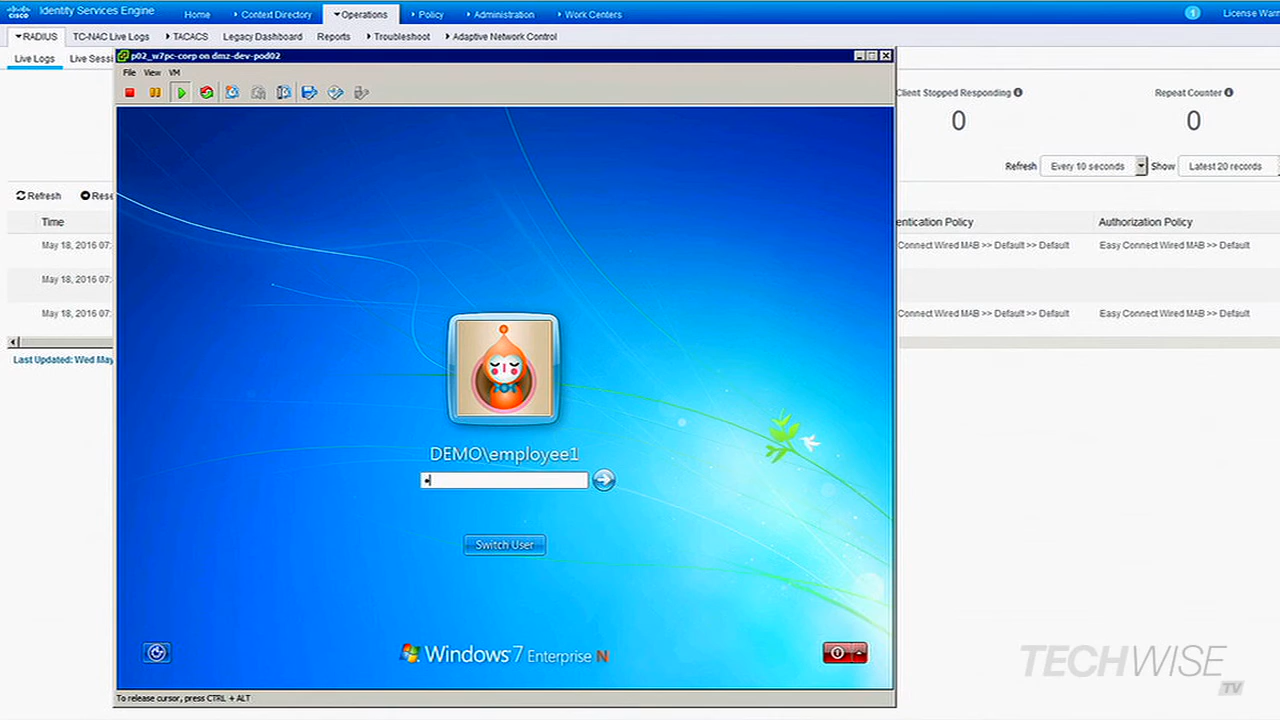 CISCO Identity Services Engine Home Context Directory Operations Policy Administration Work Centers 1 License Warn
RADIUS TC-NAC Live Logs TACACS Legacy Dashboard Reports Troubleshoot Adaptive Network Control
Live Logs Live Sessi
p02_w7pc-corp on dmz-dev-pod02
File View VM
Client Stopped Responding Repeat Counter
0 0
Refresh Every 10 seconds Show Latest 20 records
Refresh Rese
Time entication Policy Authorization Policy
May 18, 2016 07: Connect Wired MAB >> Default >> Default Easy Connect Wired MAB >> Default
May 18, 2016 07:
May 18, 2016 07: Connect Wired MAB >> Default >> Default Easy Connect Wired MAB >> Default
Last Updated: Wed May
DEMO\employee1
Switch User
Windows 7 Enterprise N
To release cursor, press CTRL + ALT
TECHWISE
TV